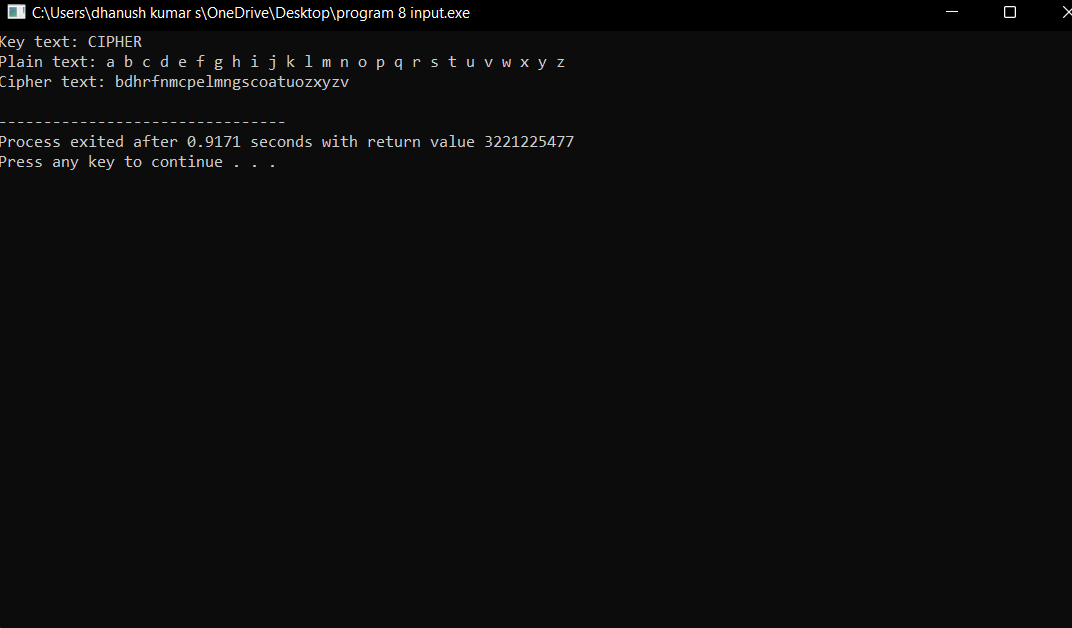 C:\Users\dhanush kumar s\OneDrive\Desktop\program 8 input.exe
Key text: CIPHER
Plain text: a b c d e f g h i j k l m n o p q r s t u v w x y z
Cipher text: bdhrfnmcpelmngscoatuozxyzv
--------------------------------
Process exited after 0.9171 seconds with return value 3221225477
Press any key to continue . . .